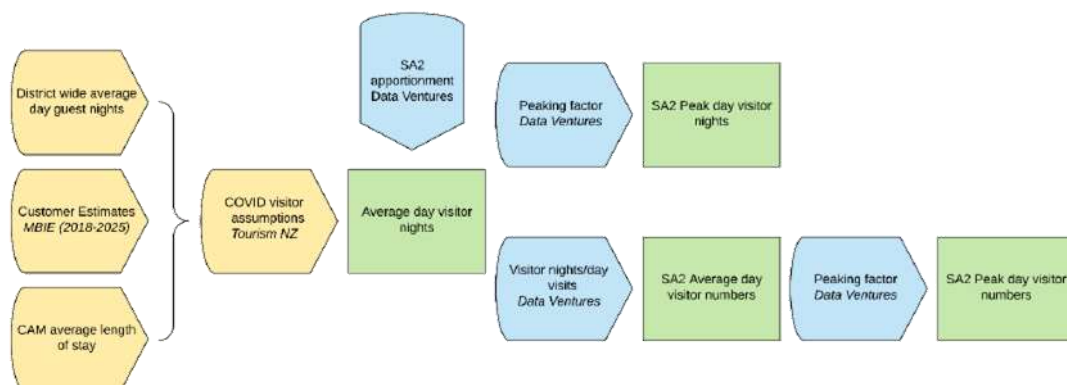 District wide average
day guest nights
Customer Estimates
MBIE (2018-2025)
CAM average length
of stay
COVID visitor
assumptions
Tourism NZ
SA2
apportionment
Data Ventures
Average day visitor
nights
Peaking factor
Data Ventures
SA2 Peak day visitor
nights
Visitor nights/day
visits
Data Ventures
SA2 Average day
visitor numbers
Peaking factor
Data Ventures
SA2 Peak day visitor
numbers